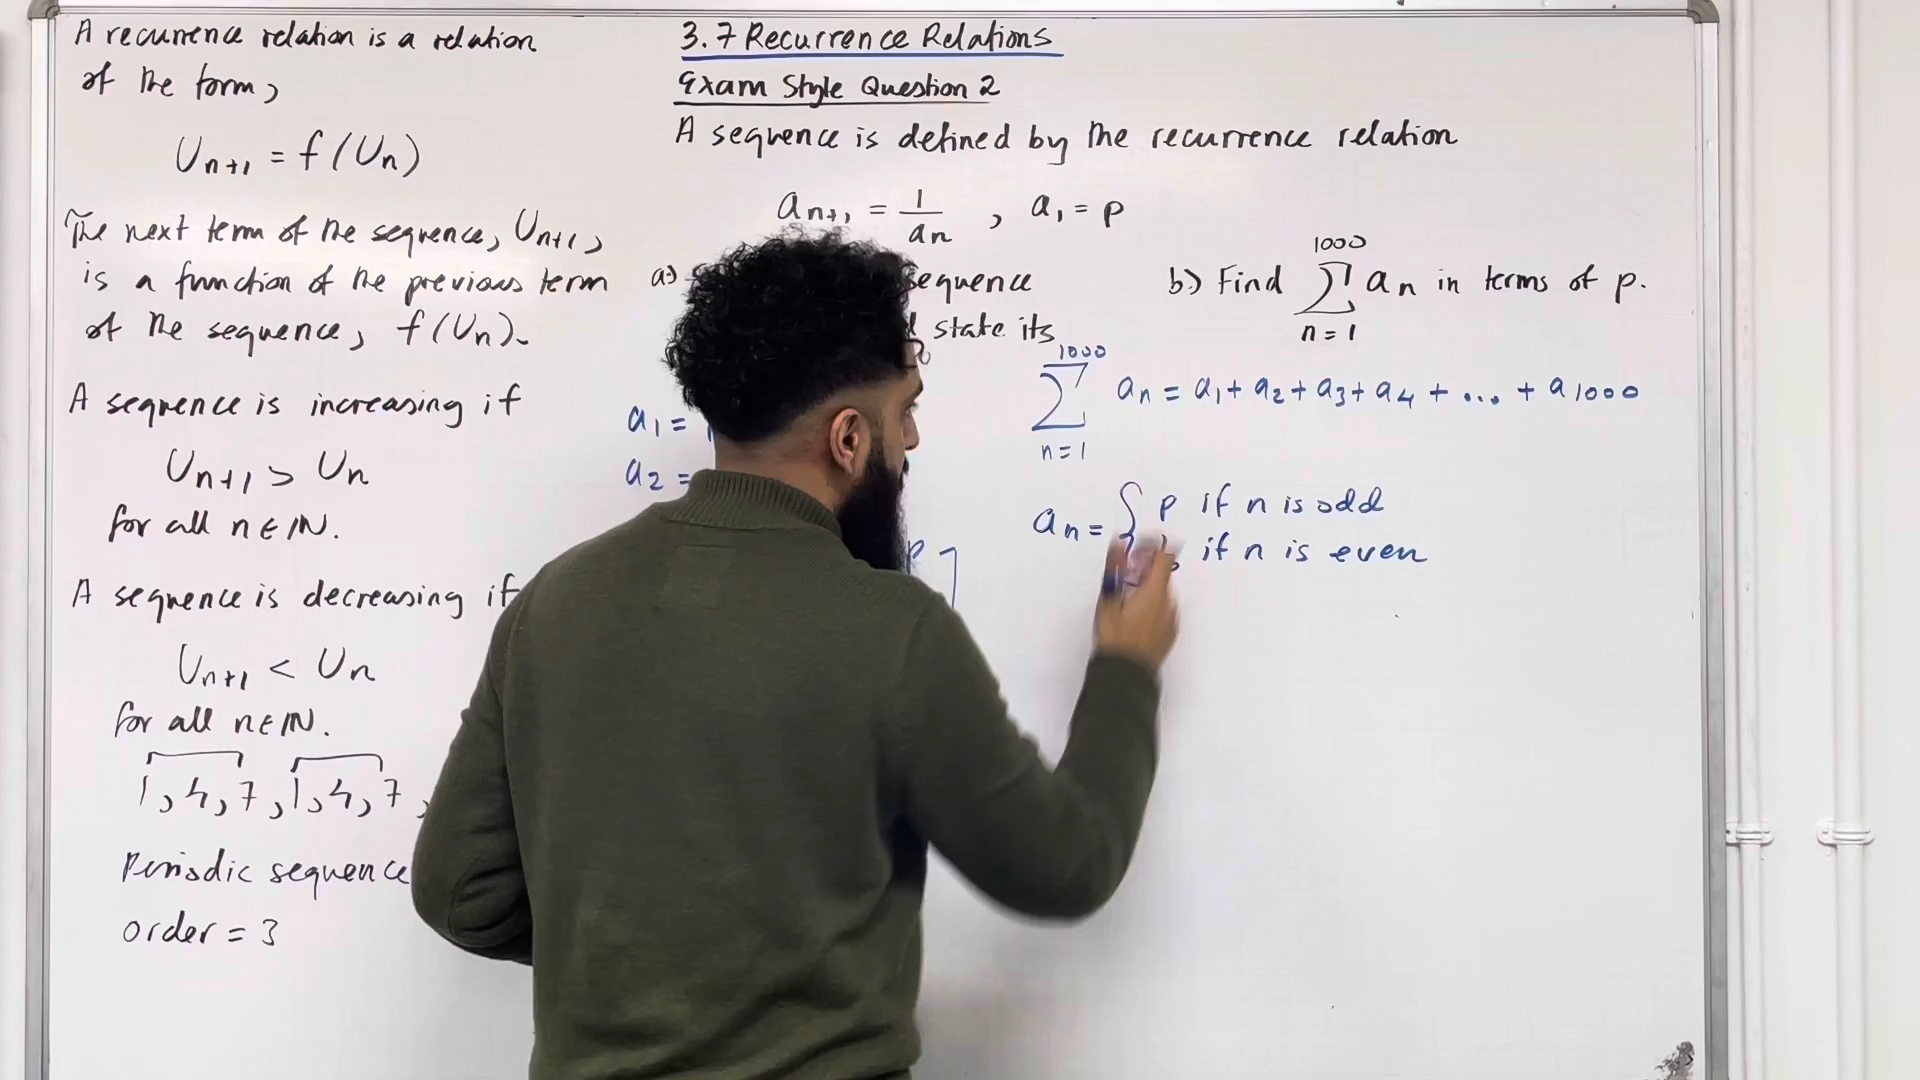 A recurrence relation is a relation
of the form,
Un+1 = f(Un)
The next term of the sequence, Un+1,
is a function of the previous term
of the sequence, f(Un).
A sequence is increasing if
Un+1 > Un
for all n ∈ ℕ.
A sequence is decreasing if
Un+1 < Un
for all n ∈ ℕ.
1, 4, 7, 1, 4, 7,
Periodic sequence
order = 3
3.7 Recurrence Relations
Exam Style Question 2
A sequence is defined by the recurrence relation
an+1 = 1/an , a1 = p
a.)
sequence
state its
a1 =
a2 =
p
b.) Find 1000 ∑ n=1 an in terms of p.
1000 ∑ n=1 an = a1 + a2 + a3 + a4 + ... + a1000
an = { p if n is odd
if n is even